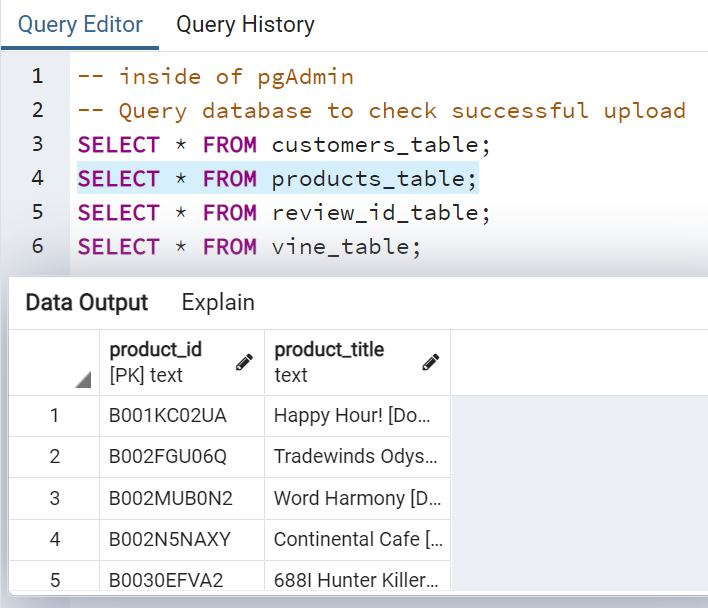 Query Editor Query History
1 -- inside of pgAdmin
2 -- Query database to check successful upload
3 SELECT * FROM customers_table;
4 SELECT * FROM products_table;
5 SELECT * FROM review_id_table;
6 SELECT * FROM vine_table;
Data Output Explain
product_id product_title
[PK] text text
1 B001KC02UA Happy Hour! [Do...
2 B002FGU06Q Tradewinds Odys...
3 B002MUB0N2 Word Harmony [D...
4 B002N5NAXY Continental Cafe [...
5 B0030EFVA2 688I Hunter Killer...